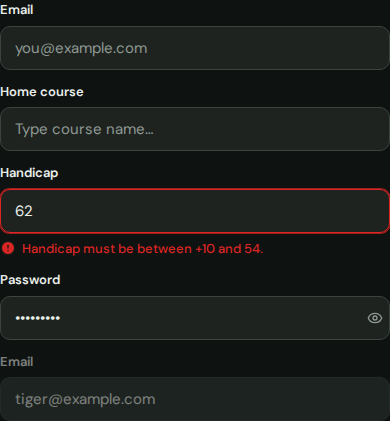 Email
you@example.com
Home course
Type course name...
Handicap
62
Handicap must be between +10 and 54.
Password
•••••••••
Email
tiger@example.com